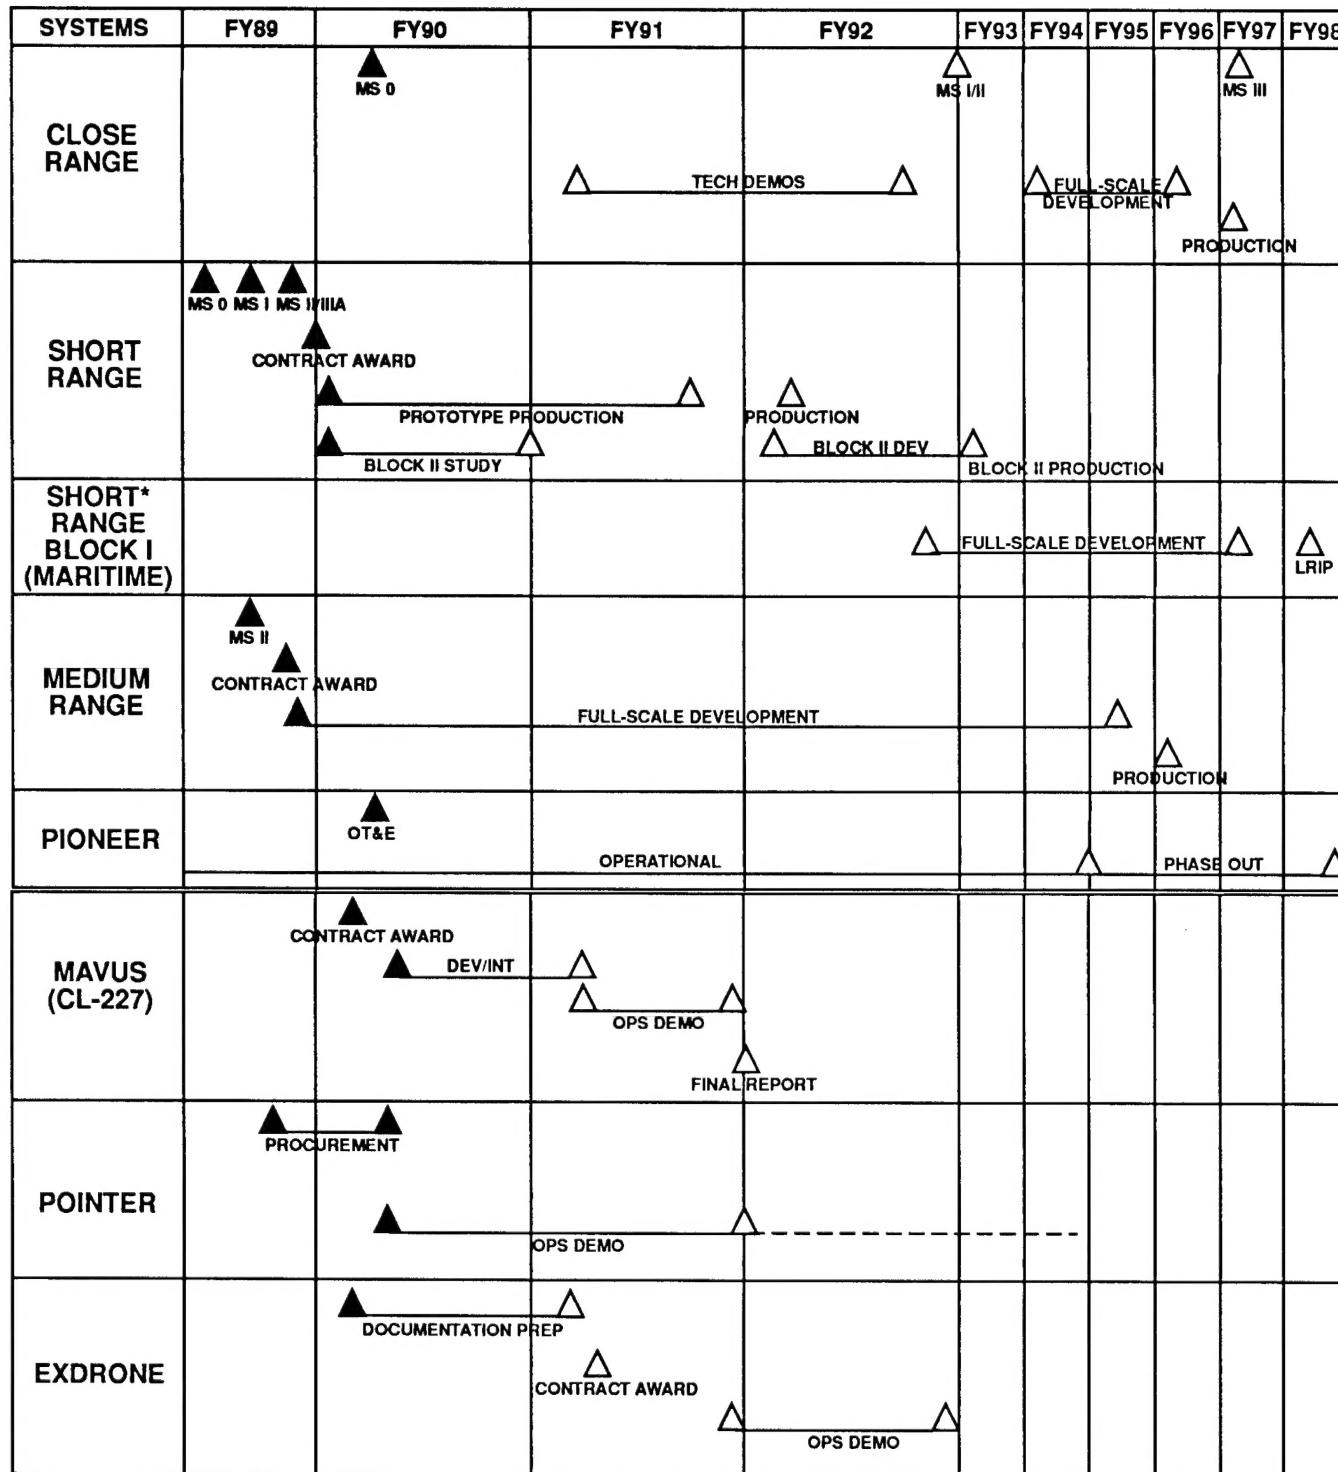 SYSTEMS FY89 FY90 FY91 FY92 FY93 FY94 FY95 FY96 FY97 FY98
CLOSE
RANGE
MS 0
MS I/II
MS III
TECH DEMOS
FULL-SCALE
DEVELOPMENT
PRODUCTION
SHORT
RANGE
MS 0 MS I MS II/IIIA
CONTRACT AWARD
PROTOTYPE PRODUCTION
PRODUCTION
BLOCK II STUDY
BLOCK II DEV
BLOCK II PRODUCTION
SHORT*
RANGE
BLOCK I
(MARITIME)
FULL-SCALE DEVELOPMENT
LRIP
MEDIUM
RANGE
MS II
CONTRACT AWARD
FULL-SCALE DEVELOPMENT
PRODUCTION
PIONEER
OT&E
OPERATIONAL
PHASE OUT
MAVUS
(CL-227)
CONTRACT AWARD
DEV/INT
OPS DEMO
FINAL REPORT
POINTER
PROCUREMENT
OPS DEMO
EXDRONE
DOCUMENTATION PREP
CONTRACT AWARD
OPS DEMO